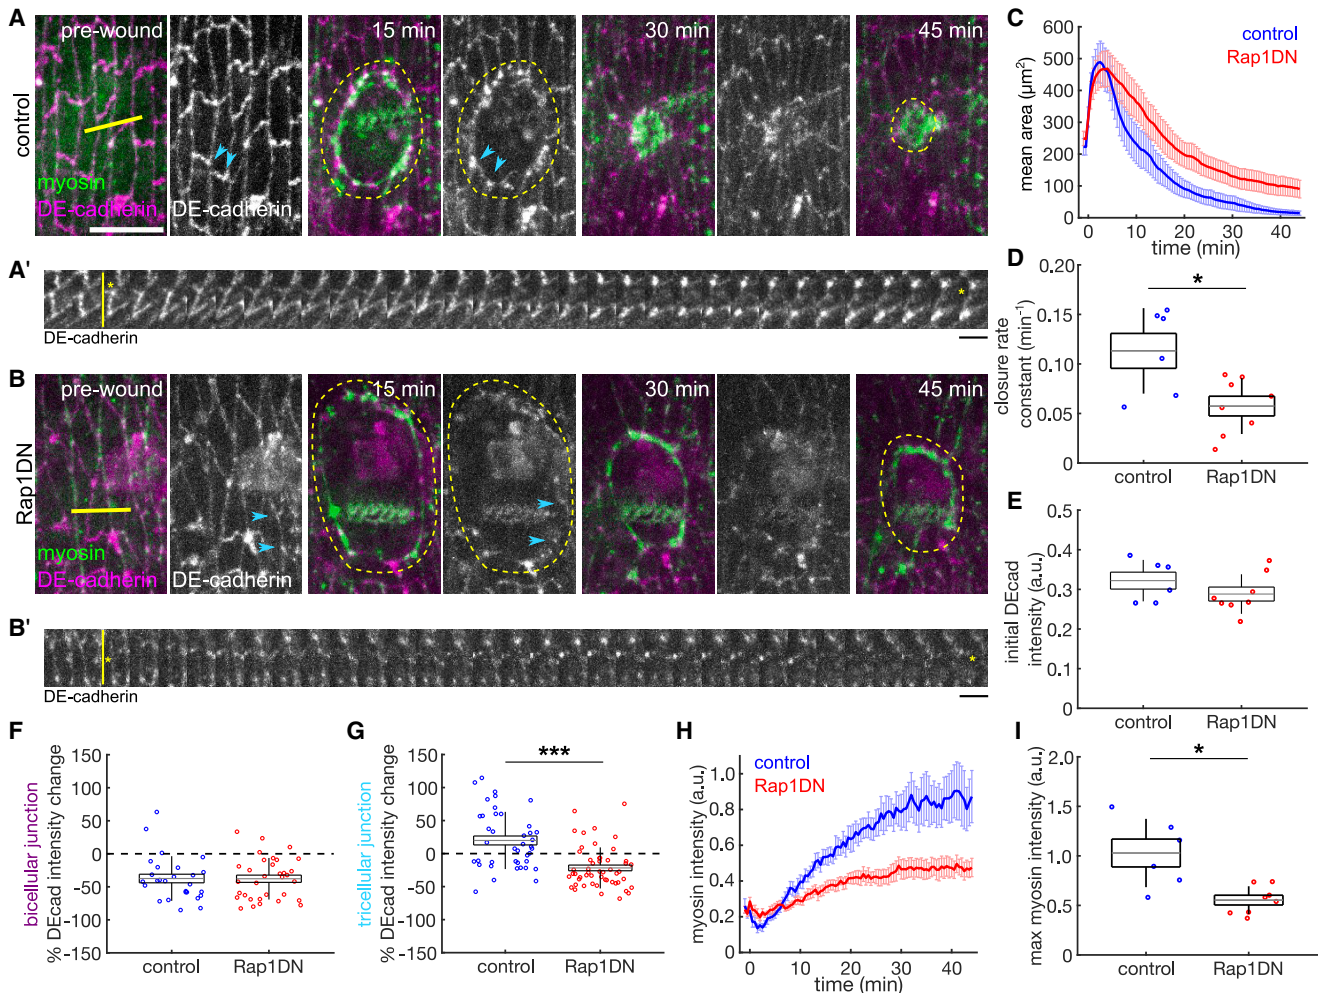 A
control
pre-wound
myosin
DE-cadherin
DE-cadherin
15 min
30 min
45 min
A'
*
*
DE-cadherin
B
Rap1DN
pre-wound
myosin
DE-cadherin
DE-cadherin
15 min
30 min
45 min
B'
*
*
DE-cadherin
C
mean area (μm²)
600
500
400
300
200
100
0
control
Rap1DN
0 10 20 30 40
time (min)
D
closure rate
constant (min⁻¹)
0.20
0.15
0.10
0.05
0
*
control Rap1DN
E
initial DEcad
intensity (a.u.)
0.5
0.4
0.3
0.2
0.1
0
control Rap1DN
F
bicellular junction
% DEcad intensity change
150
100
50
0
-50
-100
-150
control Rap1DN
G
tricellular junction
% DEcad intensity change
150
100
50
0
-50
-100
-150
***
control Rap1DN
H
myosin intensity (a.u.)
1.0
0.8
0.6
0.4
0.2
0
control
Rap1DN
0 10 20 30 40
time (min)
I
max myosin intensity (a.u.)
2.0
1.5
1.0
0.5
0
*
control Rap1DN